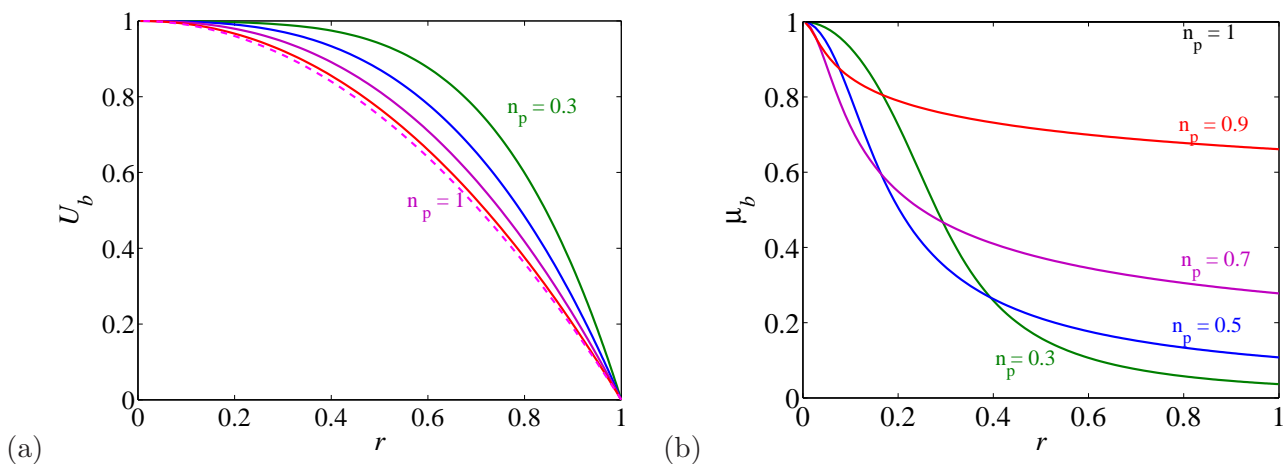 1
0.8
0.6
0.4
0.2
0
0 0.2 0.4 0.6 0.8 1
U_b
r
n_p = 0.3
n_p = 1
(a)
1
0.8
0.6
0.4
0.2
0
0 0.2 0.4 0.6 0.8 1
μ_b
r
n_p = 1
n_p = 0.9
n_p = 0.7
n_p = 0.5
n_p = 0.3
(b)